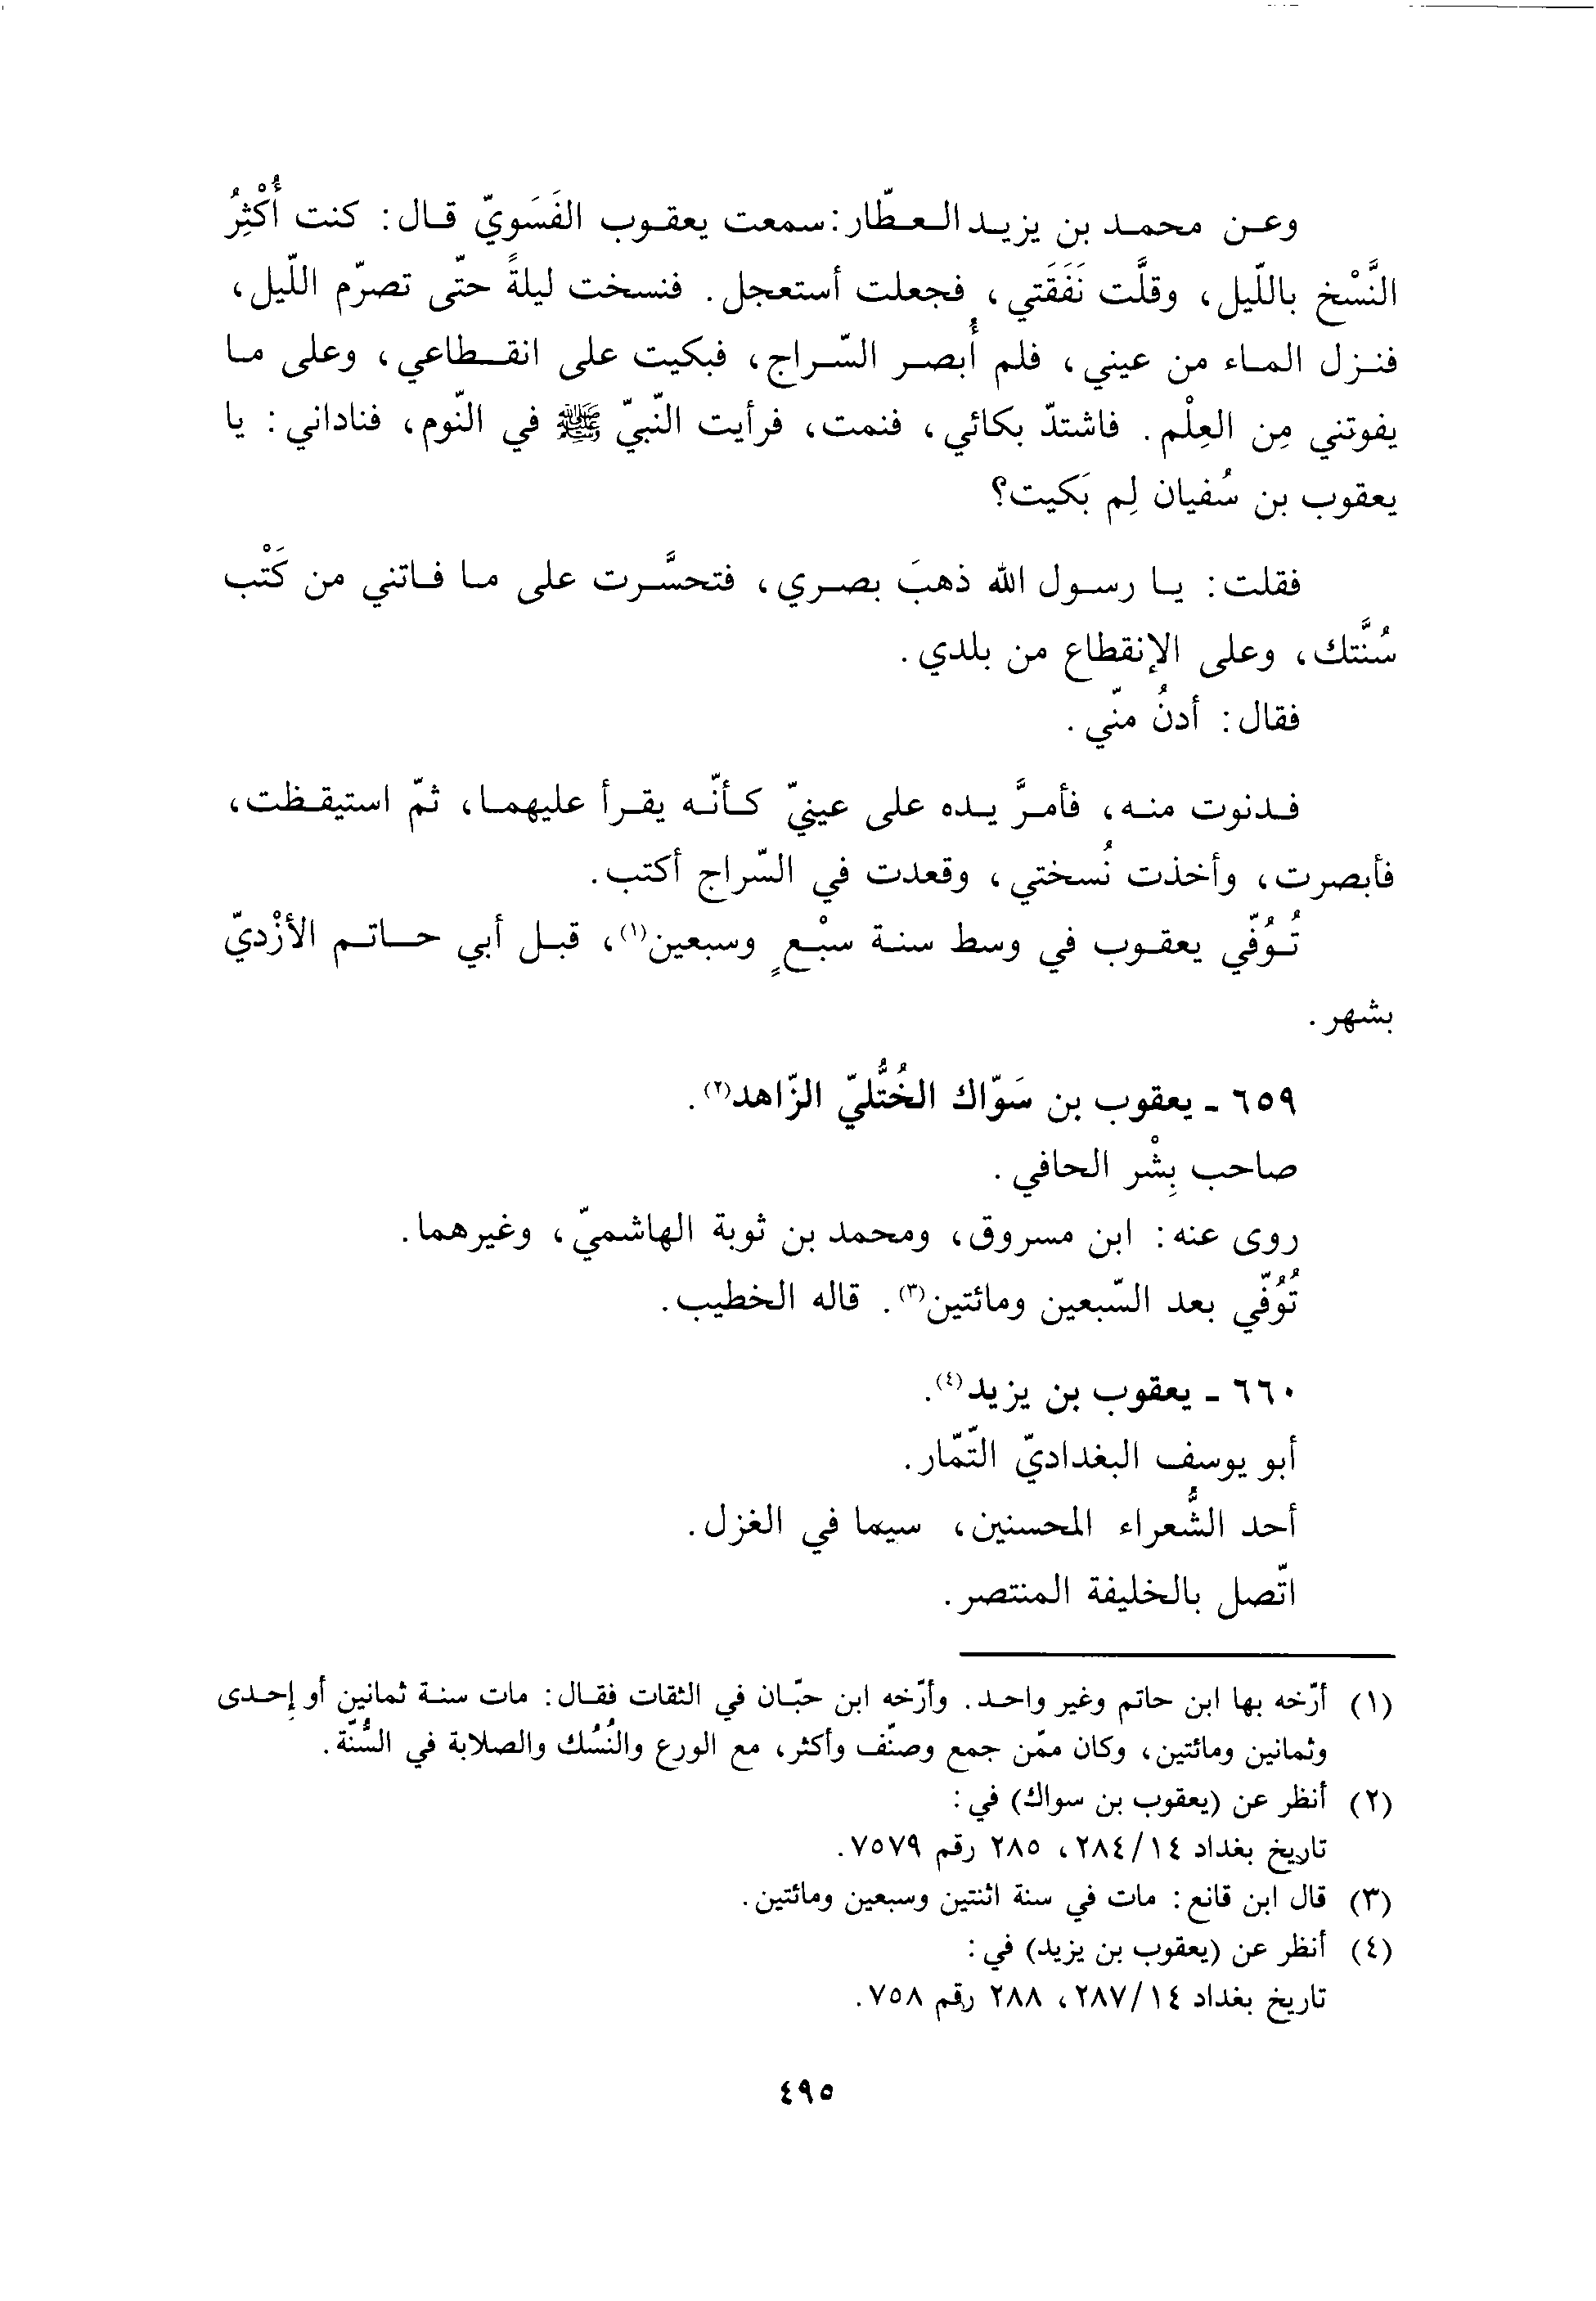 وعن محمد بن يزيد العطّار: سمعت يعقوب الفَسَويّ قال: كنت أُكْثِرُ
النَّسْخ باللّيل، وقلَّت نَفَقَتي، فجعلت أستعجل. فنسخت ليلةً حتّى تصرّم اللّيل،
فنزل الماء من عيني، فلم أُبصر السّراج، فبكيت على انقطاعي، وعلى ما
يفوتني مِن العِلْم. فاشتدّ بكائي، فنمت، فرأيت النّبيّ ﷺ في النّوم، فناداني: يا
يعقوب بن سُفيان لِم بَكيت؟
فقلت: يا رسول الله ذهبَ بصري، فتحسَّرت على ما فاتني من كَتْب
سُنَّتك، وعلى الإنقطاع من بلدي.
فقال: أدنُ منّي.
فدنوت منه، فأمرَّ يده على عينيّ كأنّه يقرأ عليهما، ثمّ استيقظت،
فأبصرت، وأخذت نُسختي، وقعدت في السّراج أكتب.
تُوُفّي يعقوب في وسط سنة سبْعٍ وسبعين(١)، قبل أبي حاتم الأزْديّ
بشهر.
٦٥٩ - يعقوب بن سَوّاك الخُتُّليّ الزّاهد(٢).
صاحب بِشْر الحافي.
روى عنه: ابن مسروق، ومحمد بن ثوبة الهاشميّ، وغيرهما.
تُوُفّي بعد السّبعين ومائتين(٣). قاله الخطيب.
٦٦٠ - يعقوب بن يزيد(٤).
أبو يوسف البغداديّ التّمّار.
أحد الشُّعراء المحسنين، سيما في الغزل.
اتّصل بالخليفة المنتصر.
(١) أرّخه بها ابن حاتم وغير واحد. وأرّخه ابن حبّان في الثقات فقال: مات سنة ثمانين أو إحدى
وثمانين ومائتين، وكان ممّن جمع وصنّف وأكثر، مع الورع والنُسُك والصلابة في السُّنّة.
(٢) أنظر عن (يعقوب بن سواك) في:
تاريخ بغداد ٢٨٤/١٤، ٢٨٥ رقم ٧٥٧٩.
(٣) قال ابن قانع: مات في سنة اثنتين وسبعين ومائتين.
(٤) أنظر عن (يعقوب بن يزيد) في:
تاريخ بغداد ٢٨٧/١٤، ٢٨٨ رقم ٧٥٨.
٤٩٥